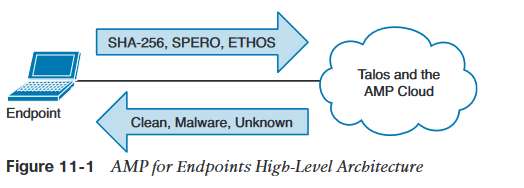 SHA-256, SPERO, ETHOS
Talos and the
AMP Cloud
Endpoint
Clean, Malware, Unknown
Figure 11-1 AMP for Endpoints High-Level Architecture